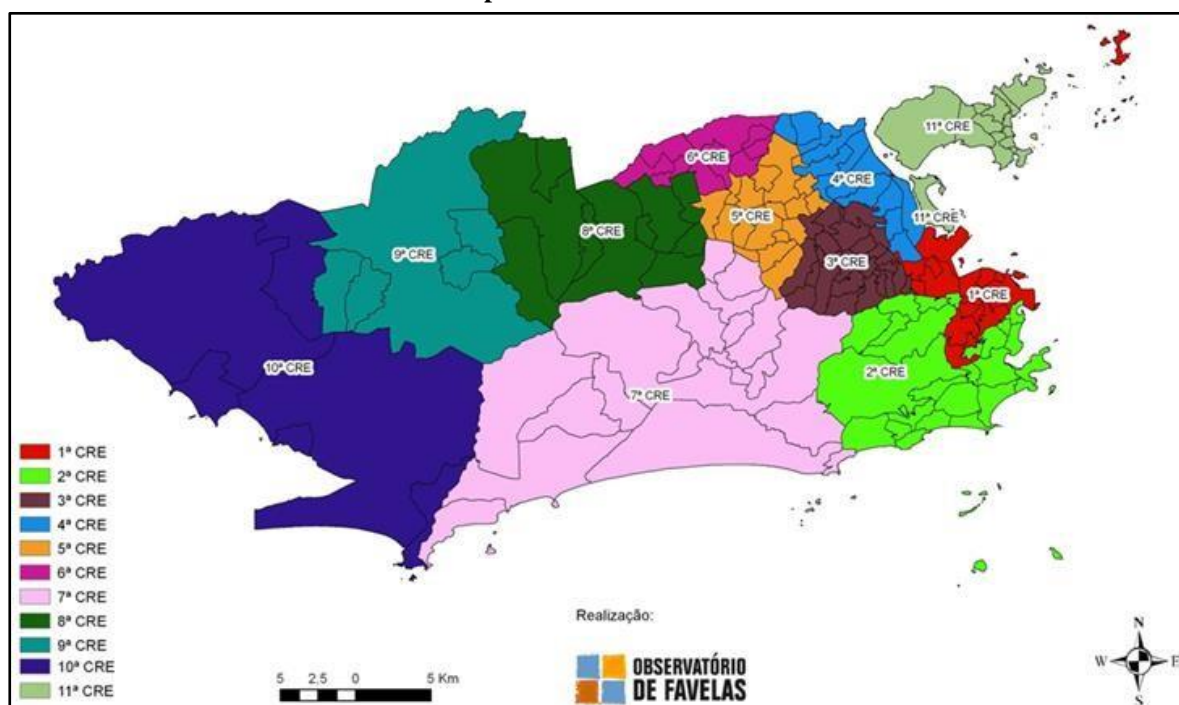 11ª CRE
6ª CRE
4ª CRE
5ª CRE
11ª CRE
8ª CRE
9ª CRE
3ª CRE
1ª CRE
10ª CRE
2ª CRE
7ª CRE
1ª CRE
2ª CRE
3ª CRE
4ª CRE
5ª CRE
6ª CRE
7ª CRE
8ª CRE
9ª CRE
10ª CRE
11ª CRE
5 2,5 0 5 Km
Realização:
OBSERVATÓRIO
DE FAVELAS
N
W E
S